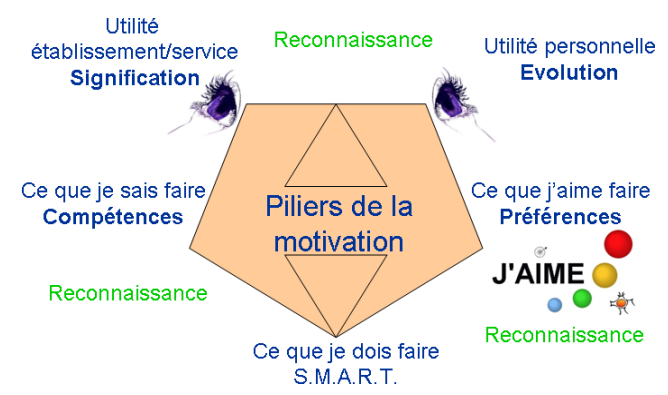 Utilité
établissement/service
Signification
Reconnaissance
Utilité personnelle
Evolution
Ce que je sais faire
Compétences
Piliers de la
motivation
Ce que j'aime faire
Préférences
J'AIME
Reconnaissance
Reconnaissance
Ce que je dois faire
S.M.A.R.T.